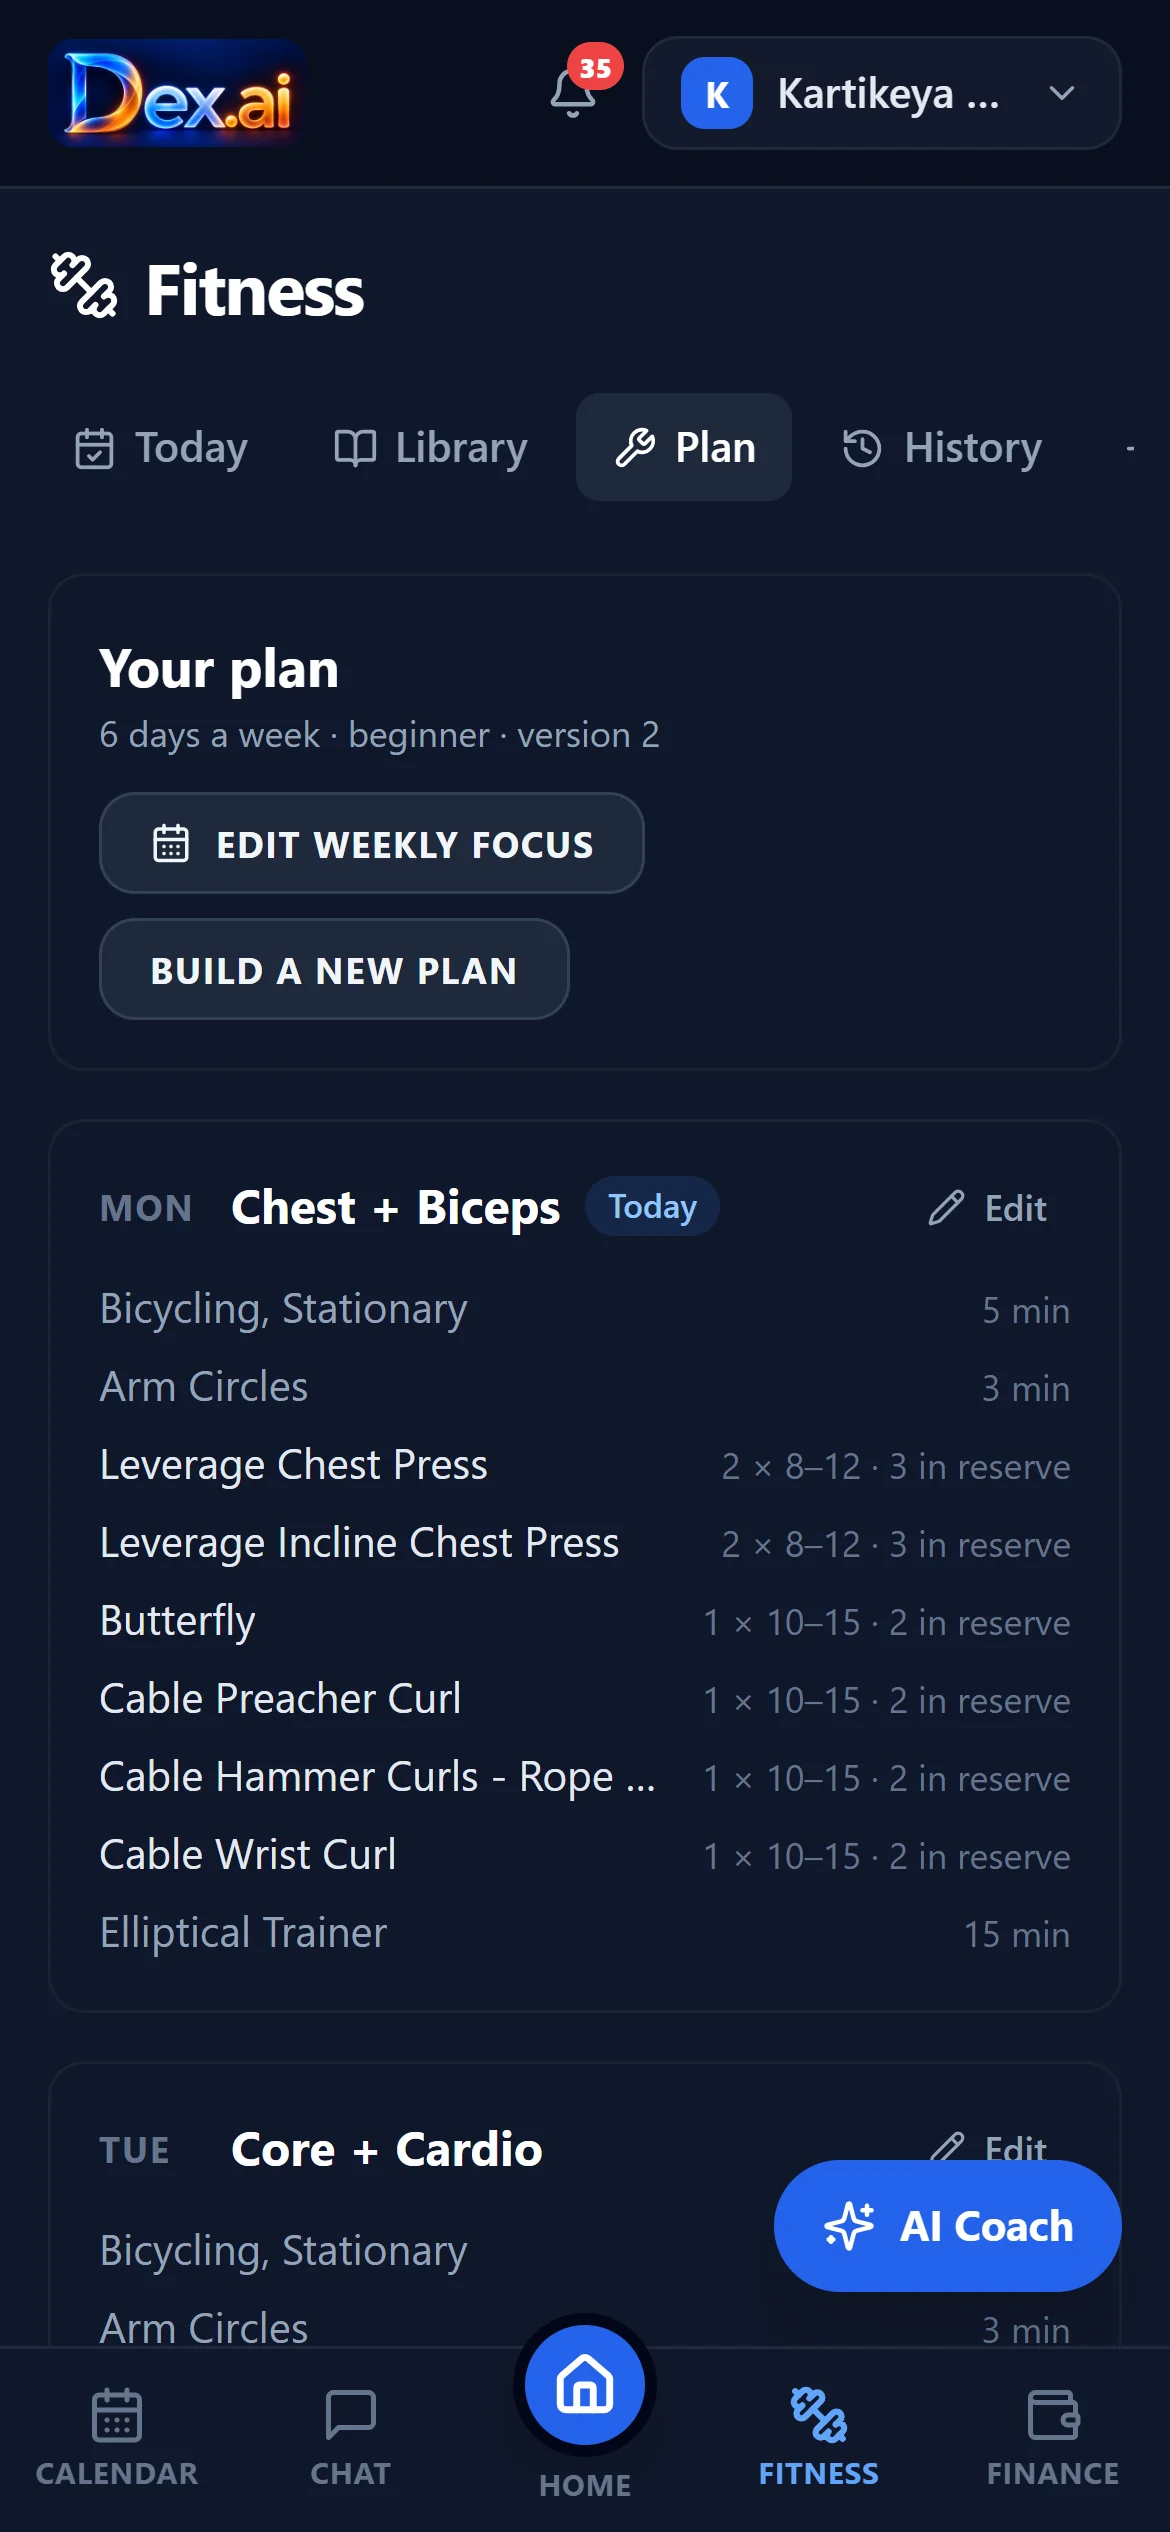 Dex.ai
35
K
Kartikeya ...
Fitness
Today
Library
Plan
History
Your plan
6 days a week · beginner · version 2
EDIT WEEKLY FOCUS
BUILD A NEW PLAN
MON Chest + Biceps Today Edit
Bicycling, Stationary 5 min
Arm Circles 3 min
Leverage Chest Press 2 × 8–12 · 3 in reserve
Leverage Incline Chest Press 2 × 8–12 · 3 in reserve
Butterfly 1 × 10–15 · 2 in reserve
Cable Preacher Curl 1 × 10–15 · 2 in reserve
Cable Hammer Curls - Rope ... 1 × 10–15 · 2 in reserve
Cable Wrist Curl 1 × 10–15 · 2 in reserve
Elliptical Trainer 15 min
TUE Core + Cardio Edit
Bicycling, Stationary
AI Coach
Arm Circles 3 min
CALENDAR
CHAT
HOME
FITNESS
FINANCE